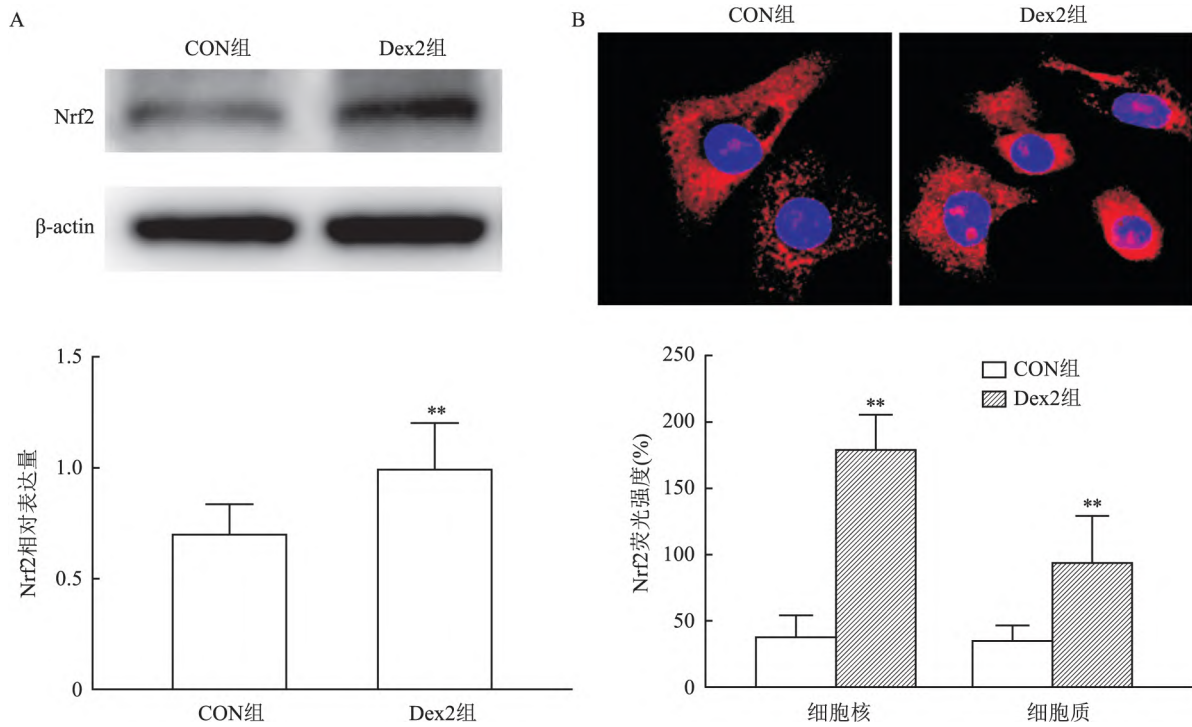 A
CON组
Dex2组
Nrf2
β-actin
Nrf2相对表达量
1.5
1.0
0.5
0
**
CON组
Dex2组
B
CON组
Dex2组
Nrf2荧光强度(%)
250
200
150
100
50
0
CON组
Dex2组
**
**
细胞核
细胞质